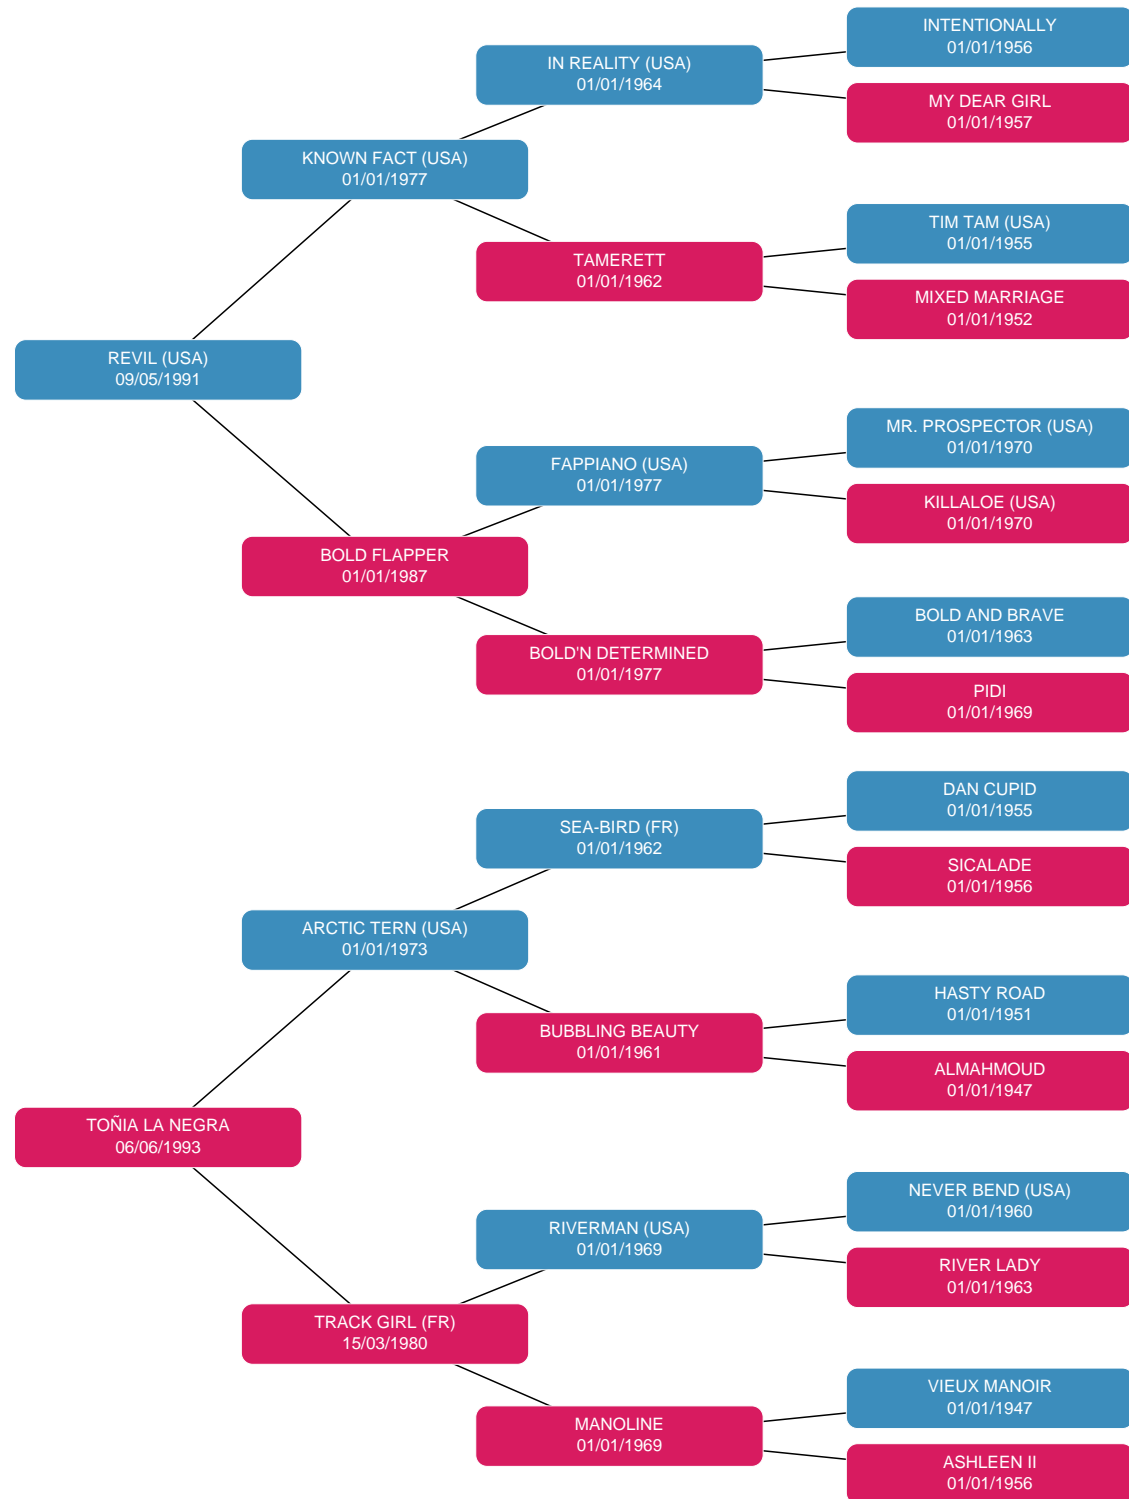 INTENTIONALLY
01/01/1956
IN REALITY (USA)
01/01/1964
MY DEAR GIRL
01/01/1957
KNOWN FACT (USA)
01/01/1977
TIM TAM (USA)
01/01/1955
TAMERETT
01/01/1962
MIXED MARRIAGE
01/01/1952
REVIL (USA)
09/05/1991
MR. PROSPECTOR (USA)
01/01/1970
FAPPIANO (USA)
01/01/1977
KILLALOE (USA)
01/01/1970
BOLD FLAPPER
01/01/1987
BOLD AND BRAVE
01/01/1963
BOLD'N DETERMINED
01/01/1977
PIDI
01/01/1969
DAN CUPID
01/01/1955
SEA-BIRD (FR)
01/01/1962
SICALADE
01/01/1956
ARCTIC TERN (USA)
01/01/1973
HASTY ROAD
01/01/1951
BUBBLING BEAUTY
01/01/1961
ALMAHMOUD
01/01/1947
TOÑIA LA NEGRA
06/06/1993
NEVER BEND (USA)
01/01/1960
RIVERMAN (USA)
01/01/1969
RIVER LADY
01/01/1963
TRACK GIRL (FR)
15/03/1980
VIEUX MANOIR
01/01/1947
MANOLINE
01/01/1969
ASHLEEN II
01/01/1956